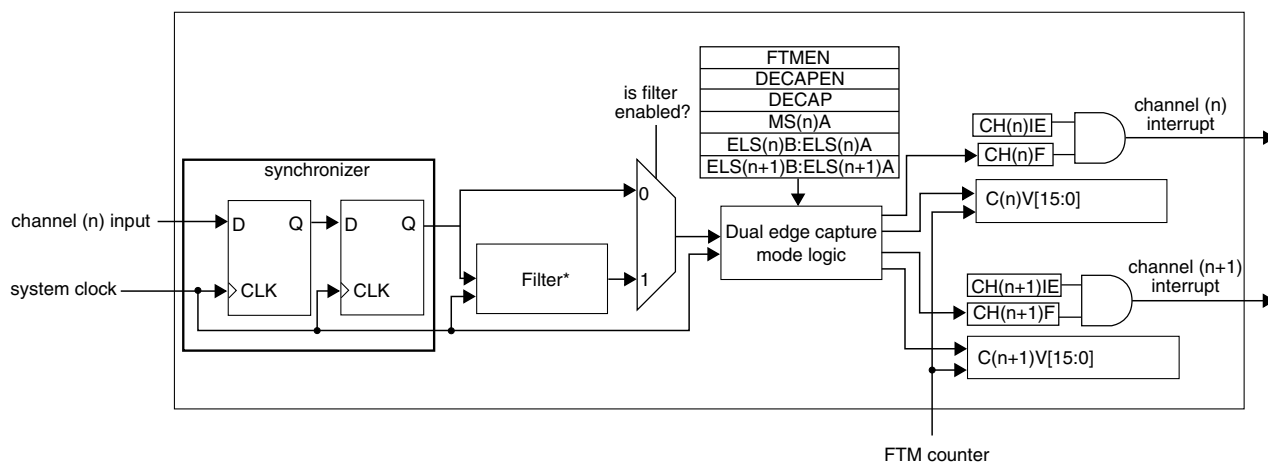 FTMEN
DECAPEN
DECAP
MS(n)A
ELS(n)B:ELS(n)A
ELS(n+1)B:ELS(n+1)A
is filter
enabled?
synchronizer
channel (n) input
D Q
D Q
CLK
CLK
system clock
Filter*
0
1
Dual edge capture
mode logic
CH(n)IE
CH(n)F
channel (n)
interrupt
C(n)V[15:0]
CH(n+1)IE
CH(n+1)F
channel (n+1)
interrupt
C(n+1)V[15:0]
FTM counter